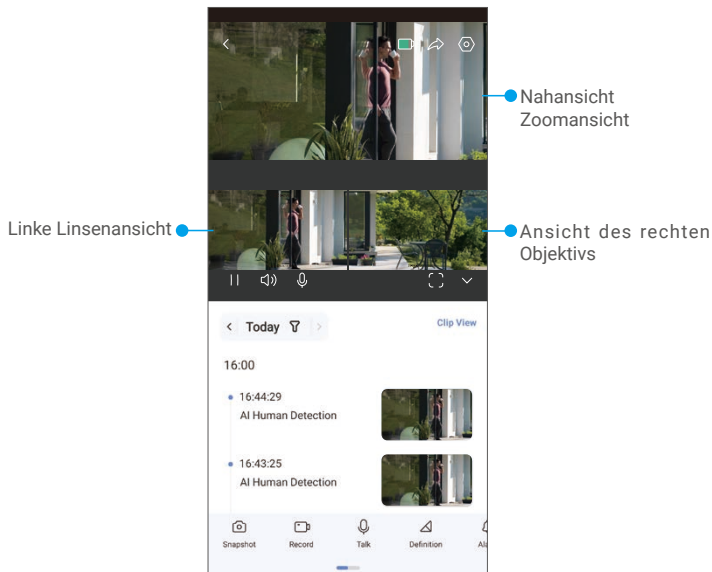 Nahansicht
Zoomansicht
Linke Linsenansicht
Ansicht des rechten
Objektivs
Today
Clip View
16:00
16:44:29
AI Human Detection
16:43:25
AI Human Detection
Snapshot
Record
Talk
Definition
Ala